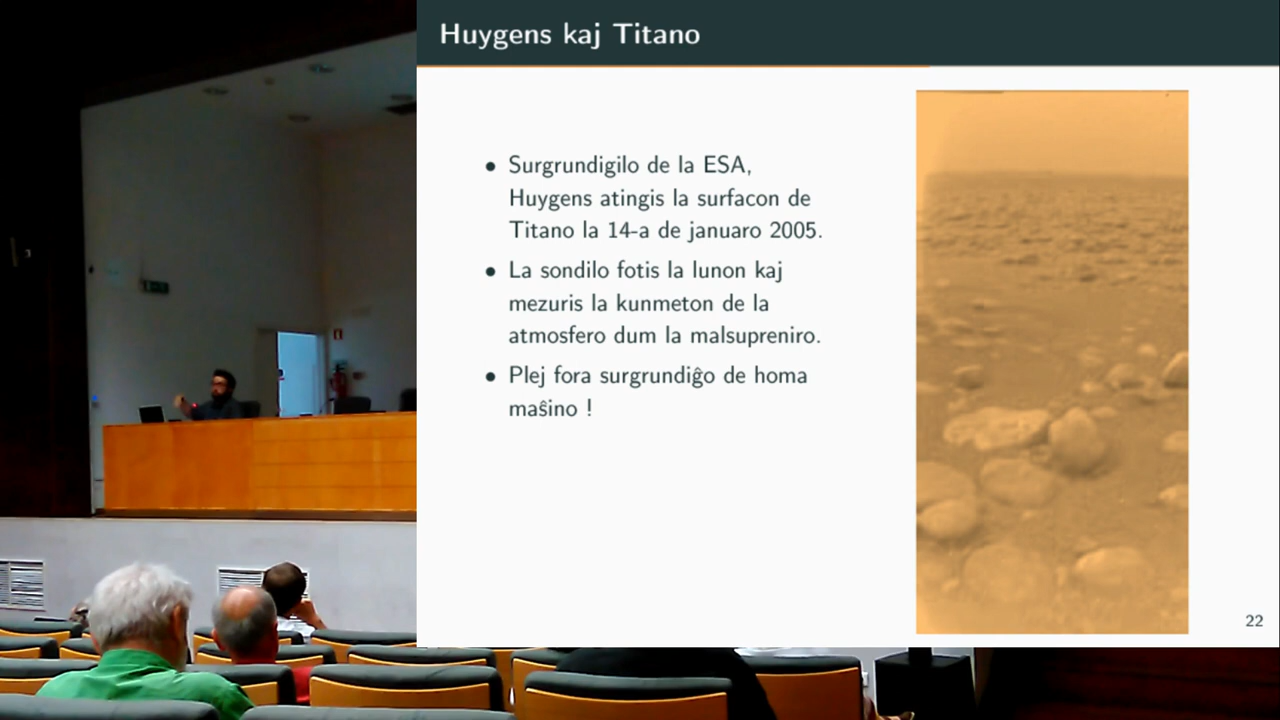 Huygens kaj Titano
• Surgrundigilo de la ESA,
Huygens atingis la surfacon de
Titano la 14-a de januaro 2005.
• La sondilo fotis la lunon kaj
mezuris la kunmeton de la
atmosfero dum la malsupreniro.
• Plej fora surgrundiĝo de homa
maŝino !
22